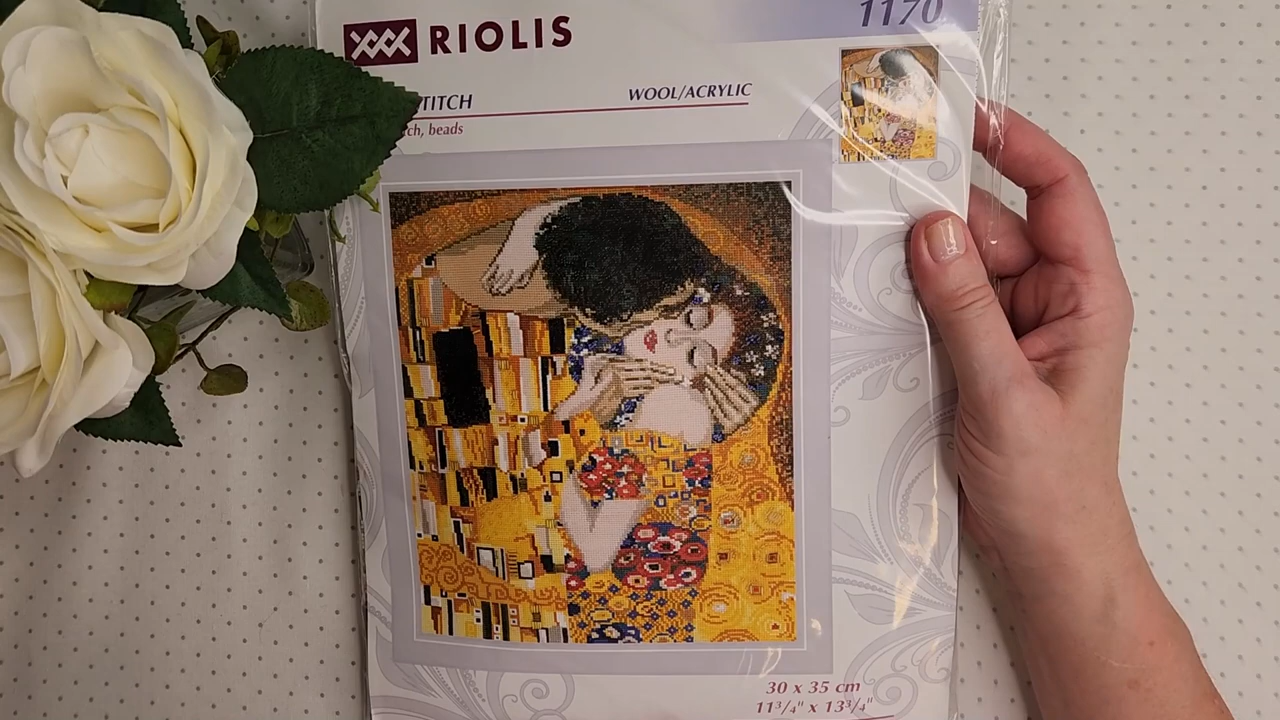 1170
RIOLIS
TITCH
WOOL/ACRYLIC
ch, beads
30 x 35 cm
11³/₄" x 13³/₄"